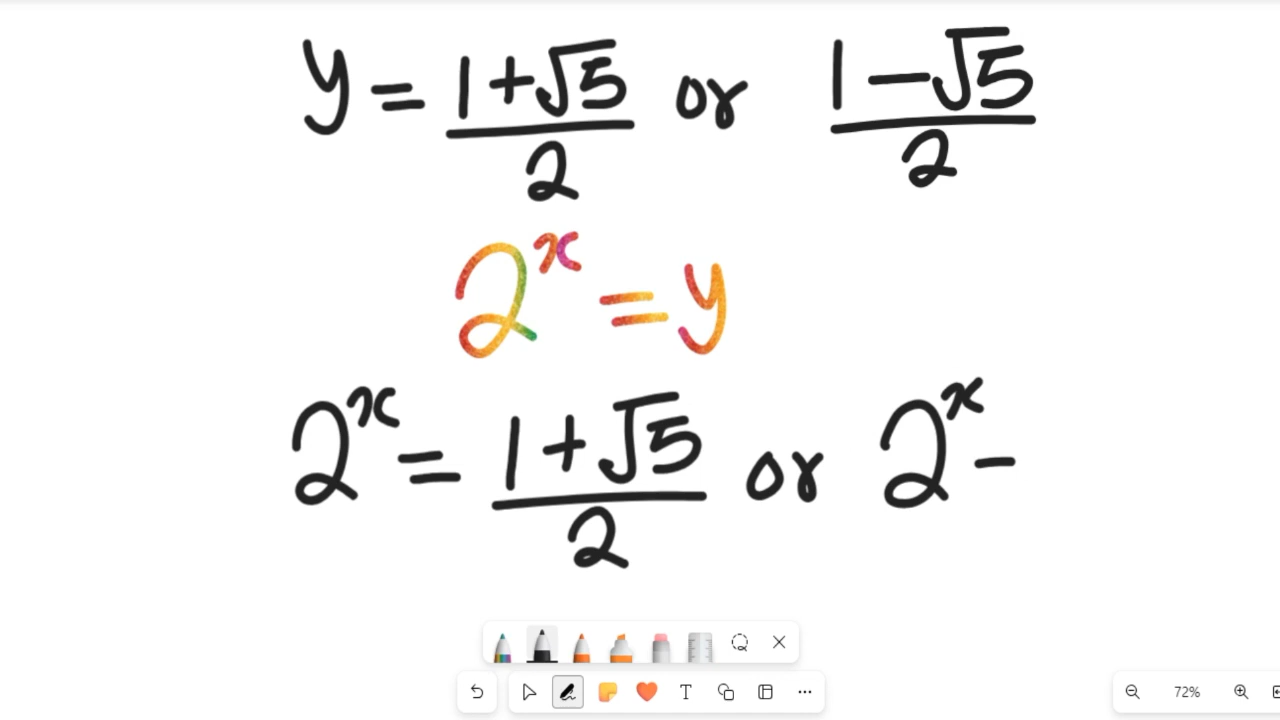 y = (1+√5)/2 or (1-√5)/2
2^x = y
2^x = (1+√5)/2 or 2^x -
T
72%